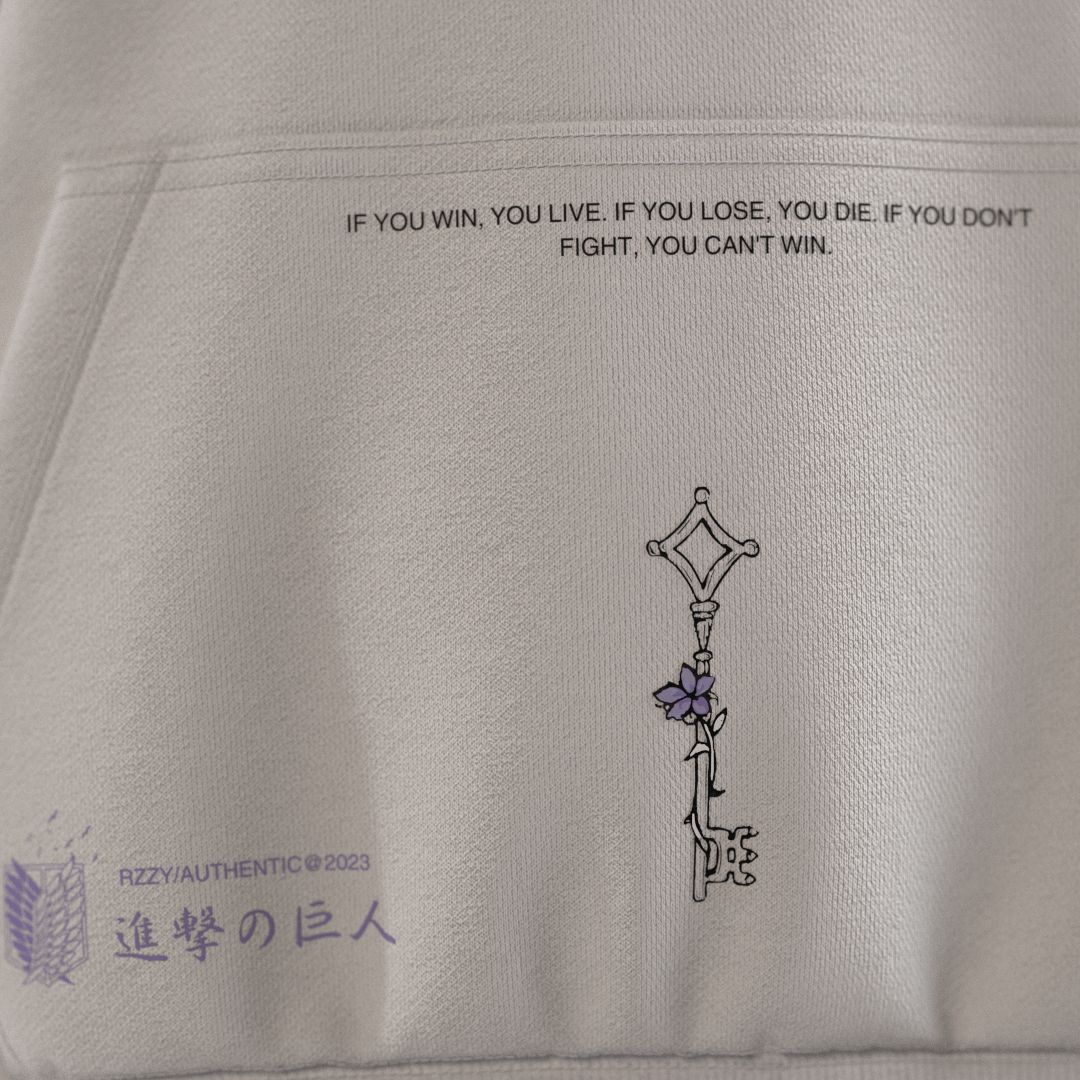 IF YOU WIN, YOU LIVE. IF YOU LOSE, YOU DIE. IF YOU DON'T
FIGHT, YOU CAN'T WIN.
RZZY/AUTHENTIC@2023
進撃の巨人